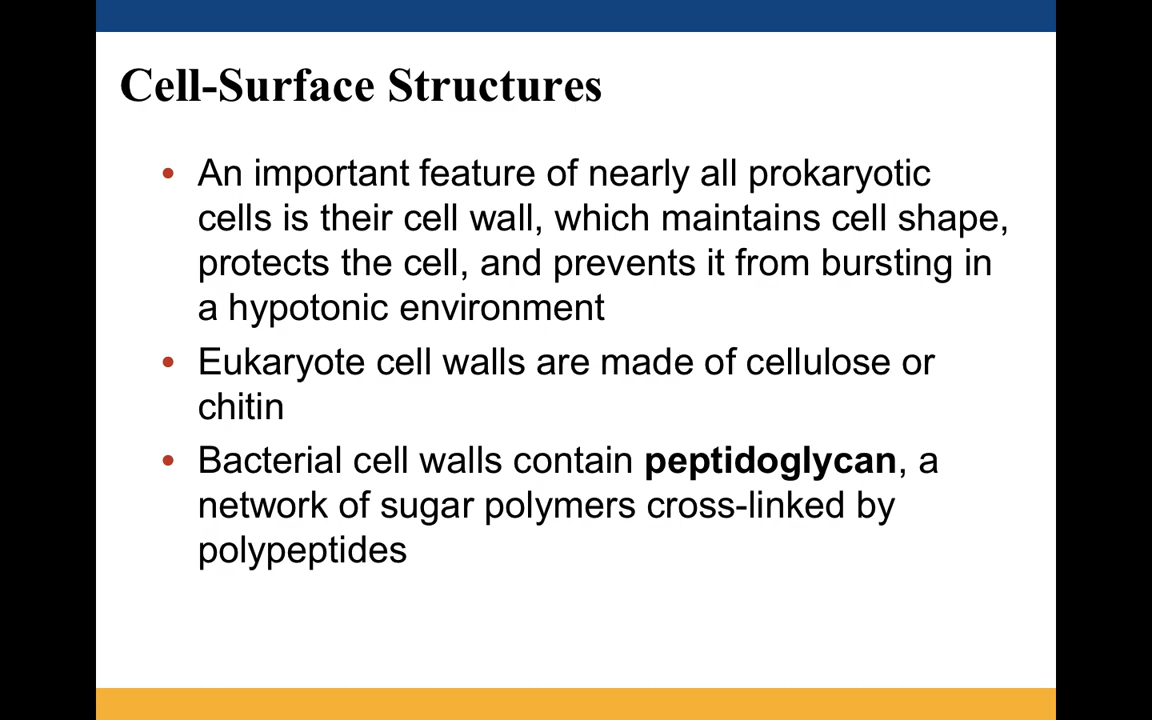 Cell-Surface Structures
• An important feature of nearly all prokaryotic
cells is their cell wall, which maintains cell shape,
protects the cell, and prevents it from bursting in
a hypotonic environment
• Eukaryote cell walls are made of cellulose or
chitin
• Bacterial cell walls contain peptidoglycan, a
network of sugar polymers cross-linked by
polypeptides